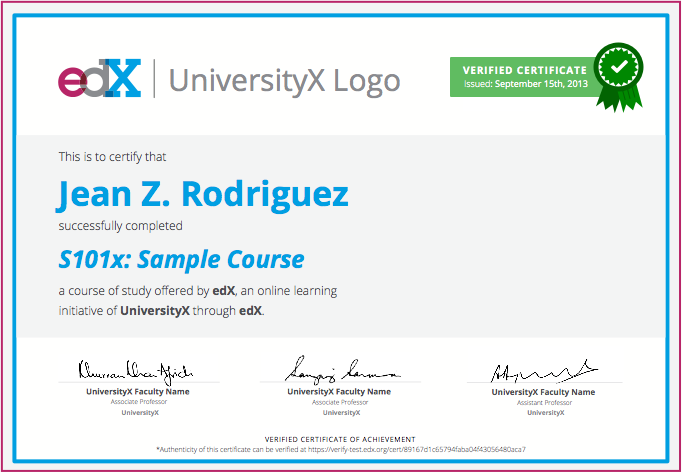 edX | UniversityX Logo
VERIFIED CERTIFICATE
Issued: September 15th, 2013
This is to certify that
Jean Z. Rodriguez
successfully completed
S101x: Sample Course
a course of study offered by edX, an online learning
initiative of UniversityX through edX.
UniversityX Faculty Name
Associate Professor
UniversityX
UniversityX Faculty Name
Associate Professor
UniversityX
UniversityX Faculty Name
Assistant Professor
UniversityX
VERIFIED CERTIFICATE OF ACHIEVEMENT
*Authenticity of this certificate can be verified at https://verify-test.edx.org/cert/89167d1c65794faba04f43056480aca7